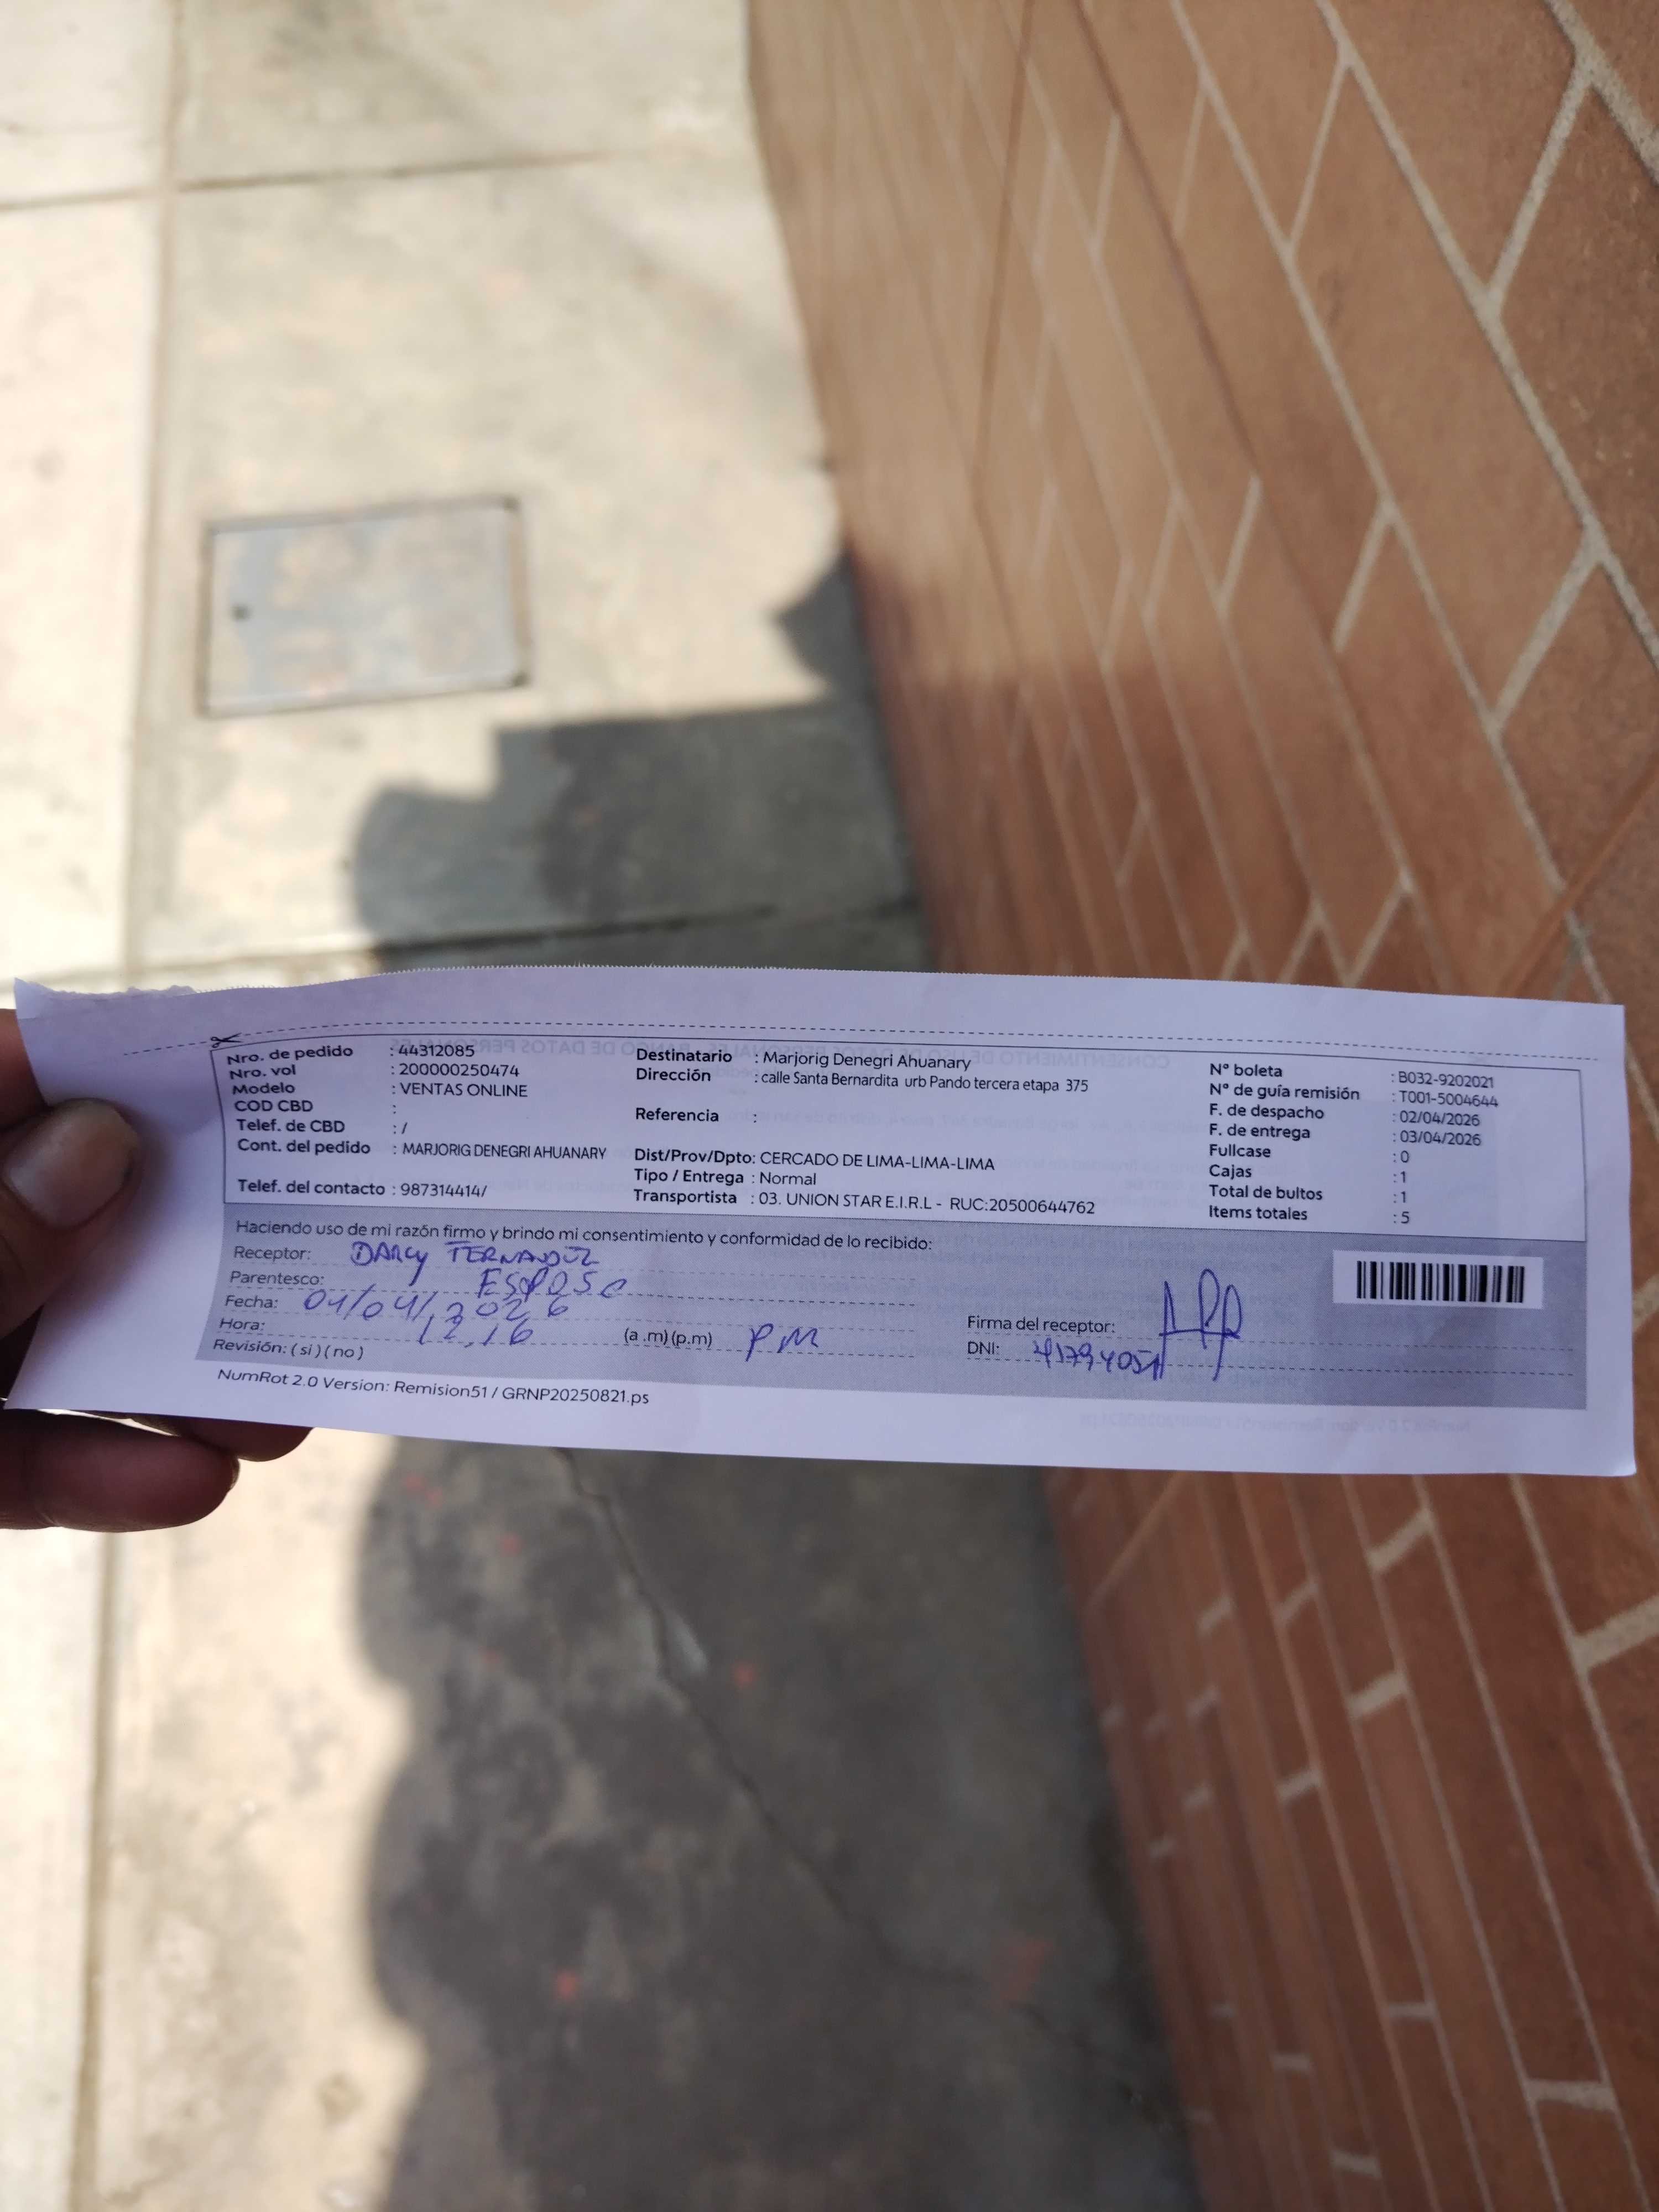 Nro. de pedido : 44312085
Nro. vol : 200000250474
Modelo : VENTAS ONLINE
COD CBD :
Telef. de CBD : /
Cont. del pedido : MARJORIG DENEGRI AHUANARY
Telef. del contacto : 987314414/
Destinatario : Marjorig Denegri Ahuanary
Dirección : calle Santa Bernardita urb Pando tercera etapa 375
Referencia :
Dist/Prov/Dpto: CERCADO DE LIMA-LIMA-LIMA
Tipo / Entrega : Normal
Transportista : 03. UNION STAR E.I.R.L - RUC:20500644762
N° boleta : B032-9202021
N° de guía remisión : T001-5004644
F. de despacho : 02/04/2026
F. de entrega : 03/04/2026
Fullcase : 0
Cajas : 1
Total de bultos : 1
Items totales : 5
Haciendo uso de mi razón firmo y brindo mi consentimiento y conformidad de lo recibido:
Receptor: DARCY FERNANDEZ
Parentesco: ESPOSO
Fecha: 04/04/2026
Hora: 12.16 (a .m) (p.m) PM
Revisión: ( si ) ( no )
Firma del receptor:
DNI:
NumRot 2.0 Version: Remision51 / GRNP20250821.ps